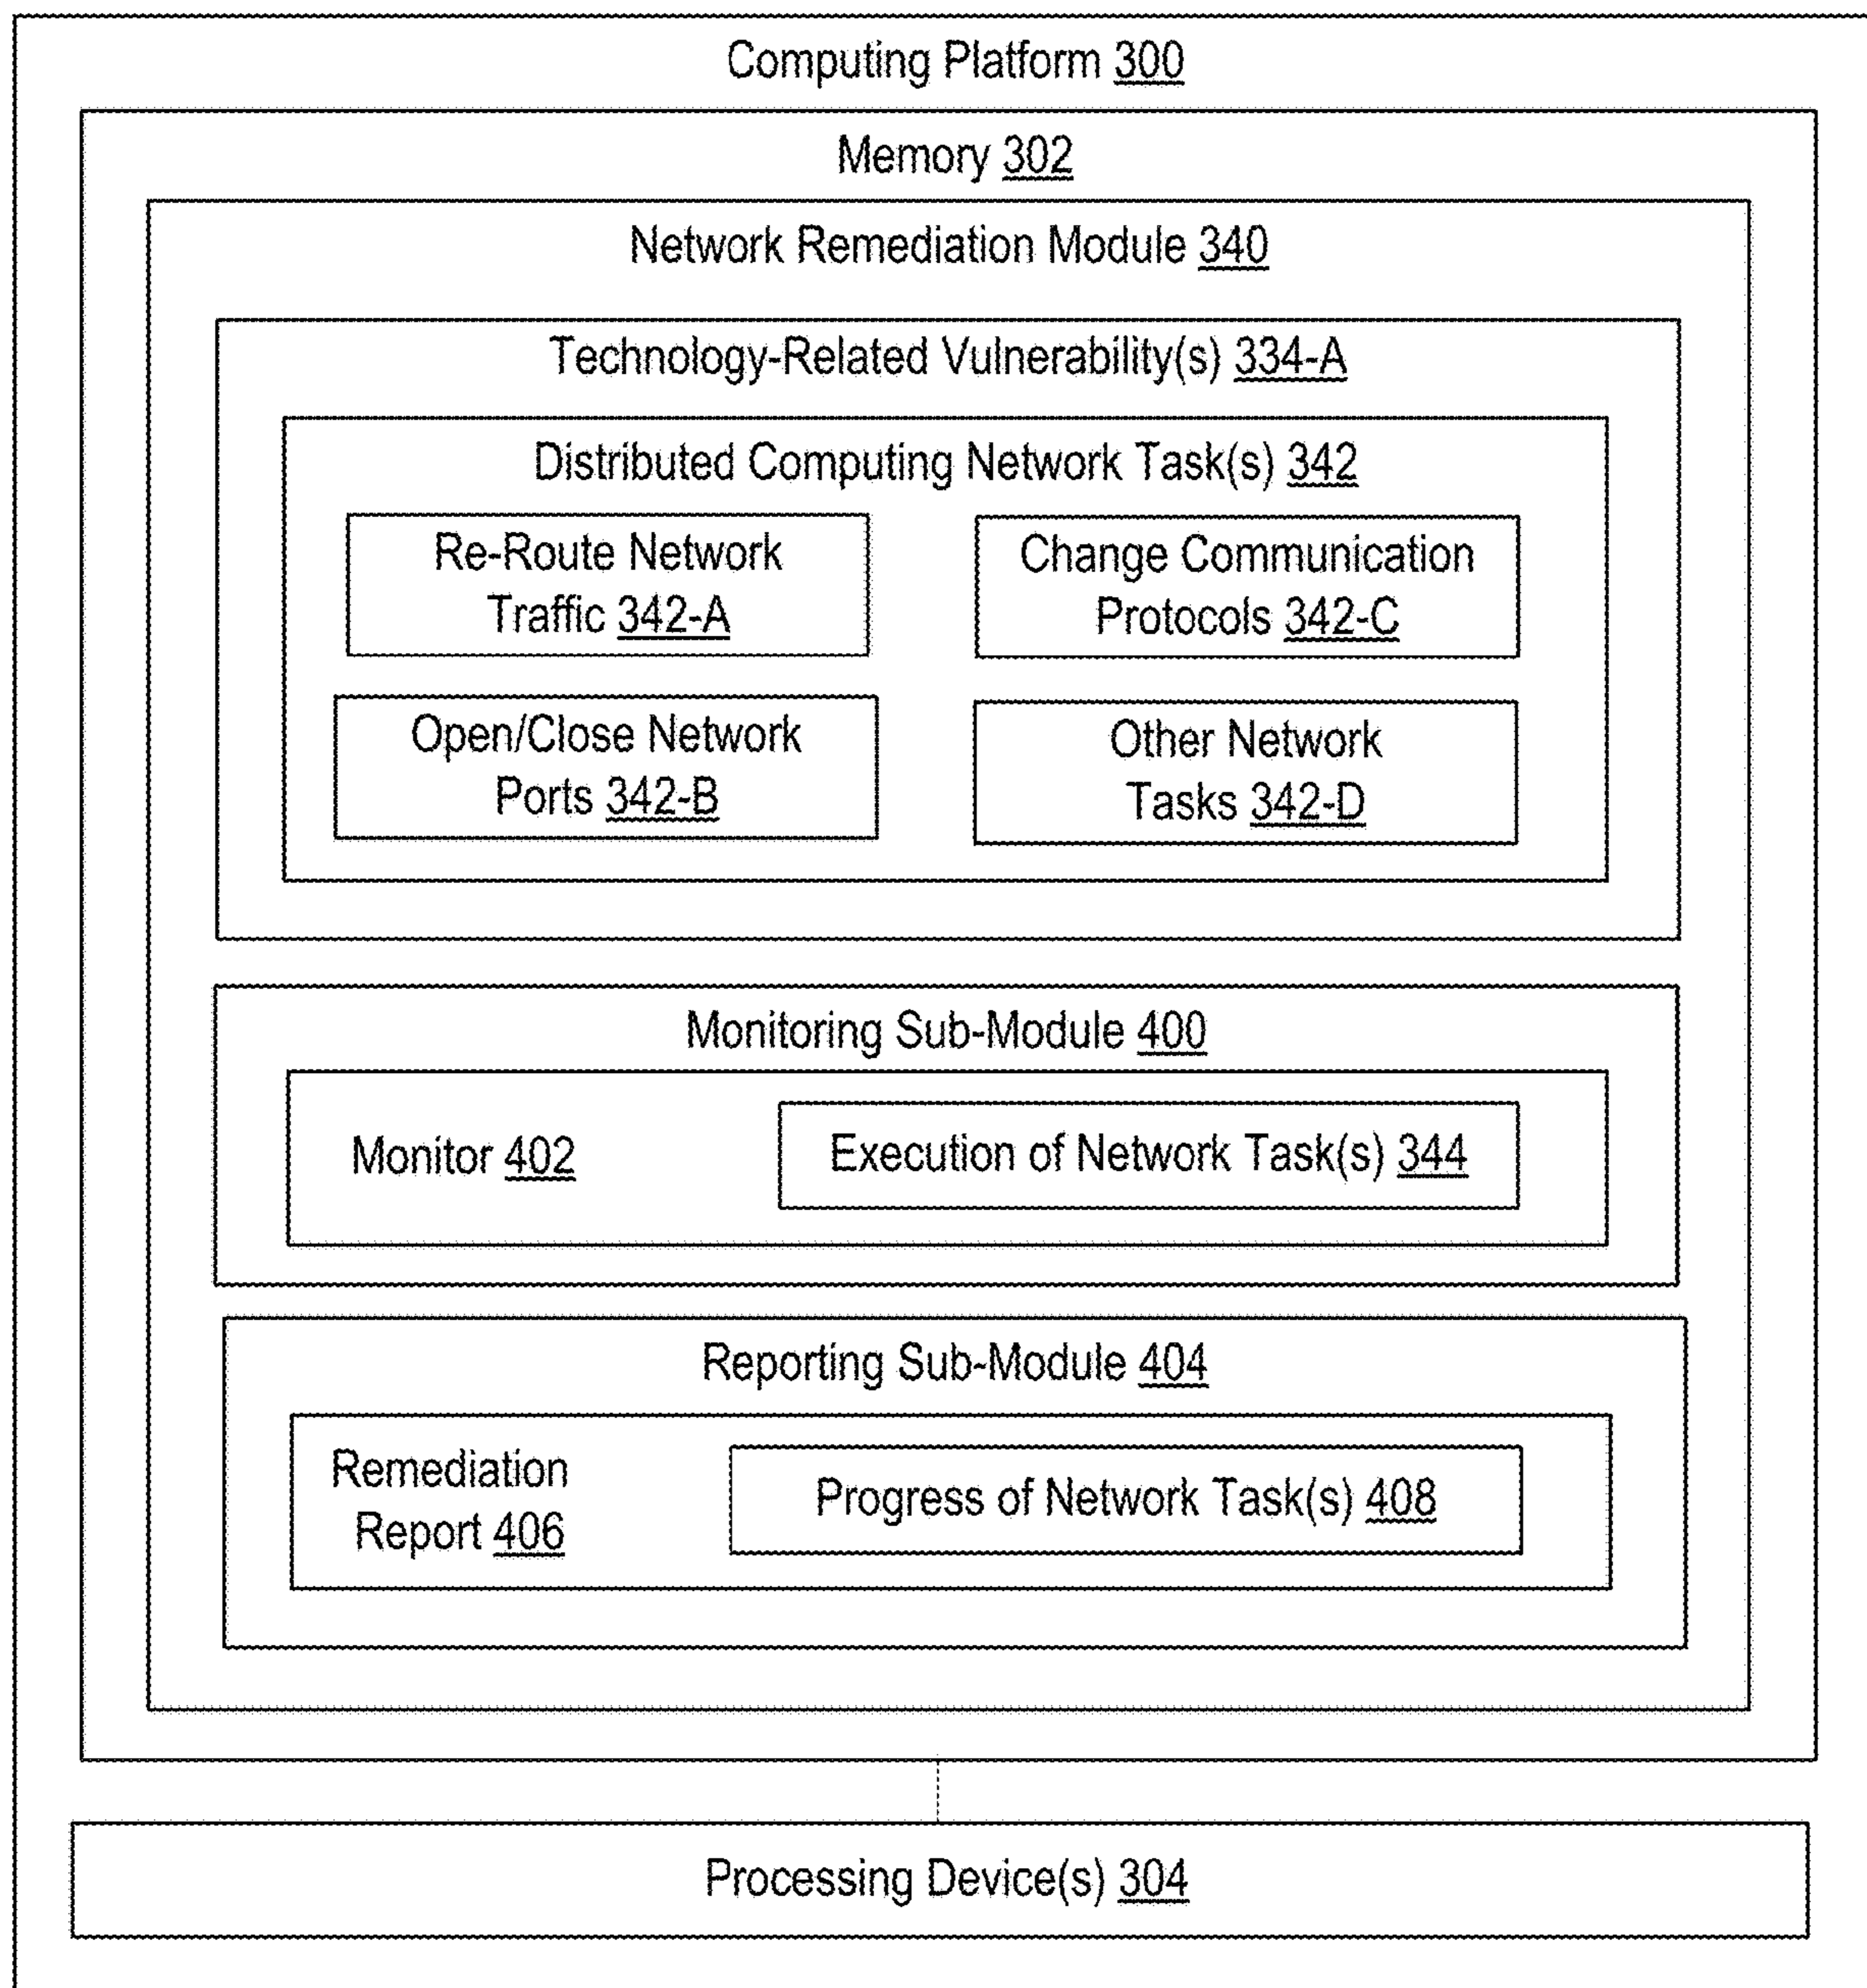 Computing Platform 300
Memory 302
Network Remediation Module 340
Technology-Related Vulnerability(s) 334-A
Distributed Computing Network Task(s) 342
Re-Route Network
Traffic 342-A
Change Communication
Protocols 342-C
Open/Close Network
Ports 342-B
Other Network
Tasks 342-D
Monitoring Sub-Module 400
Monitor 402
Execution of Network Task(s) 344
Reporting Sub-Module 404
Remediation
Report 406
Progress of Network Task(s) 408
Processing Device(s) 304